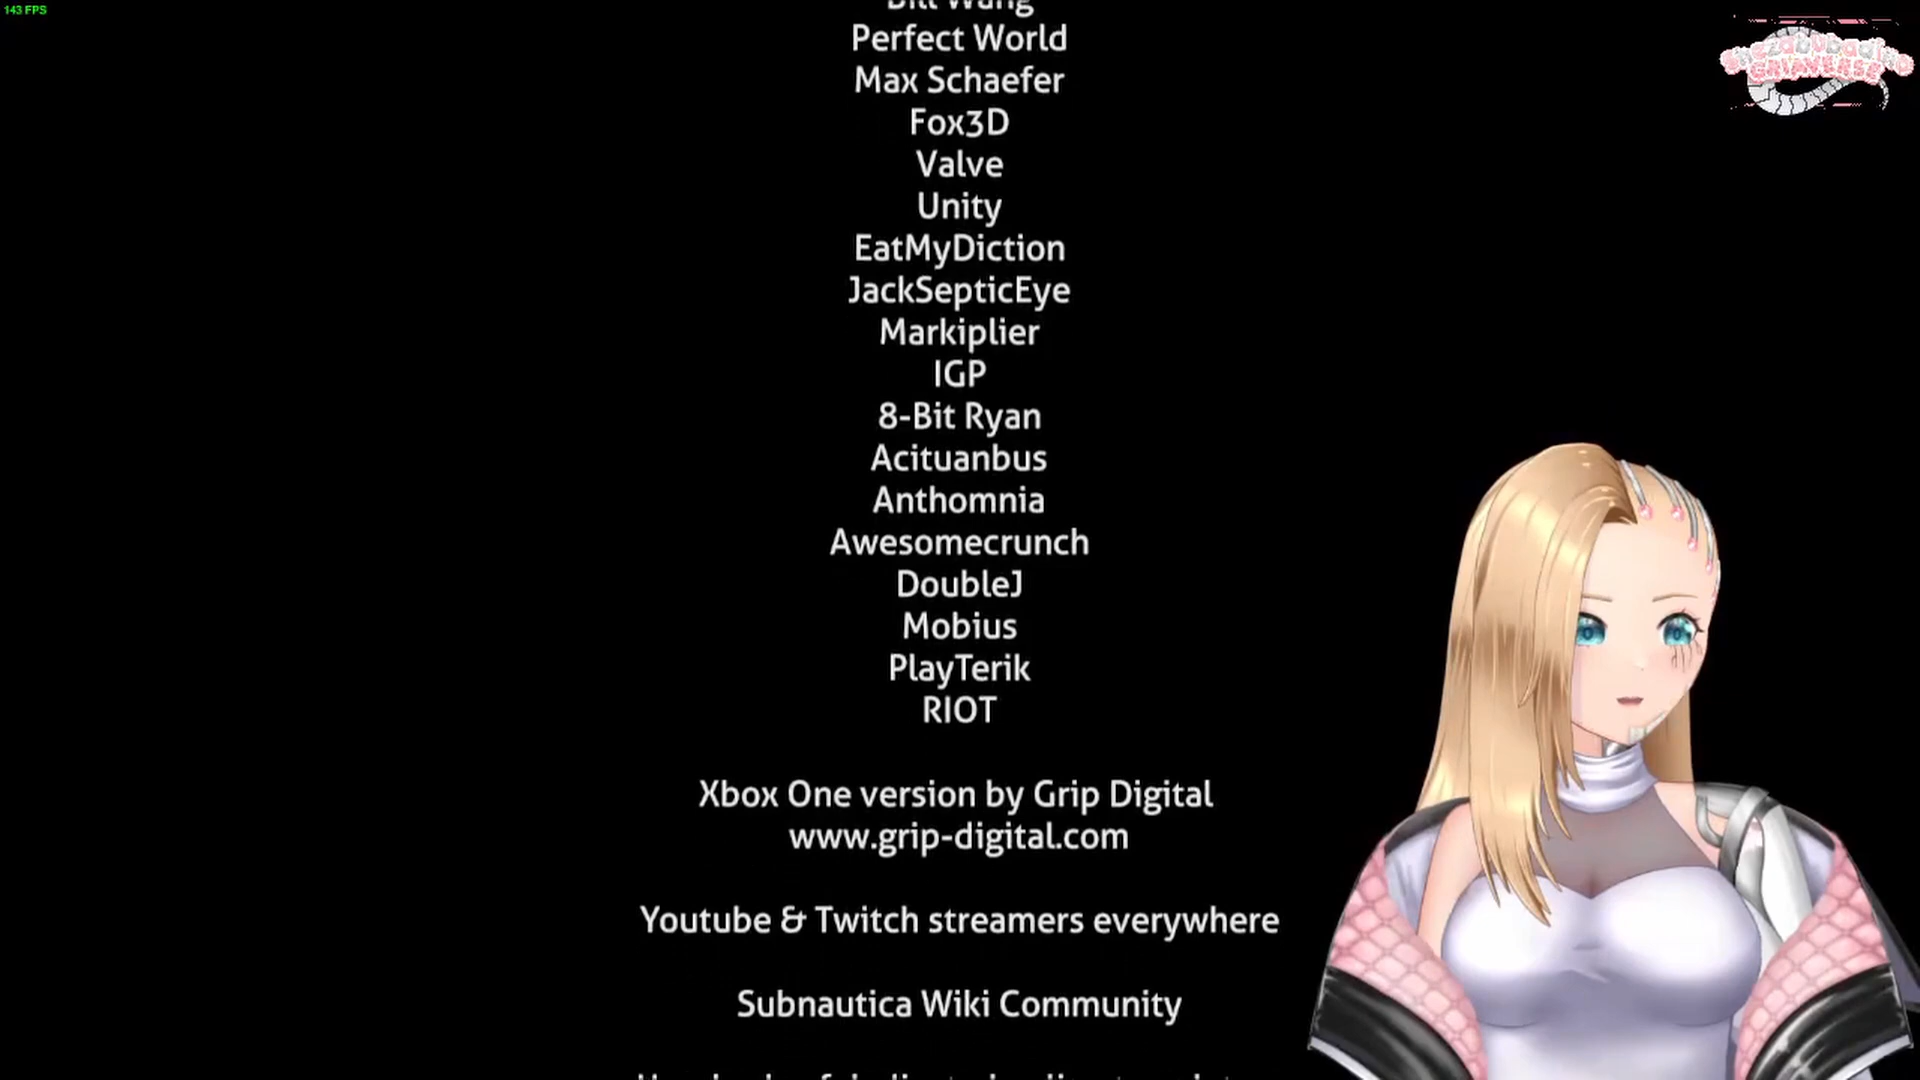 143 FPS
Bill Wang
Perfect World
Max Schaefer
Fox3D
Valve
Unity
EatMyDiction
JackSepticEye
Markiplier
IGP
8-Bit Ryan
Acituanbus
Anthomnia
Awesomecrunch
DoubleJ
Mobius
PlayTerik
RIOT
Xbox One version by Grip Digital
www.grip-digital.com
Youtube & Twitch streamers everywhere
Subnautica Wiki Community